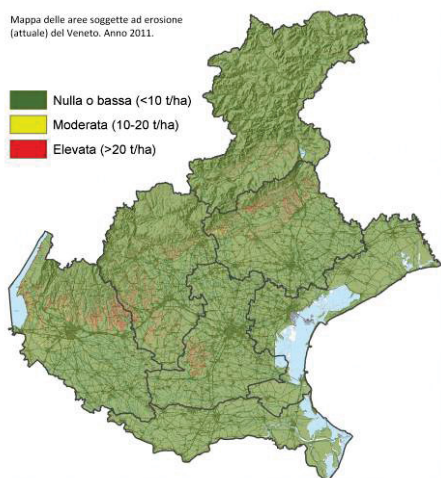 Mappa delle aree soggette ad erosione
(attuale) del Veneto. Anno 2011.
Nulla o bassa (<10 t/ha)
Moderata (10-20 t/ha)
Elevata (>20 t/ha)